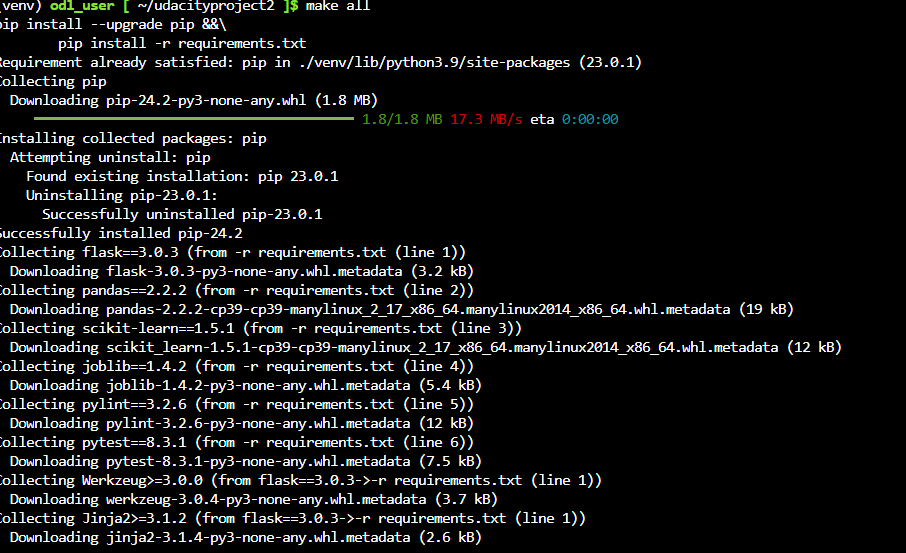 (venv) odl_user [ ~/udacityproject2 ]$ make all
pip install --upgrade pip &&\
pip install -r requirements.txt
Requirement already satisfied: pip in ./venv/lib/python3.9/site-packages (23.0.1)
Collecting pip
Downloading pip-24.2-py3-none-any.whl (1.8 MB)
1.8/1.8 MB 17.3 MB/s eta 0:00:00
Installing collected packages: pip
Attempting uninstall: pip
Found existing installation: pip 23.0.1
Uninstalling pip-23.0.1:
Successfully uninstalled pip-23.0.1
Successfully installed pip-24.2
Collecting flask==3.0.3 (from -r requirements.txt (line 1))
Downloading flask-3.0.3-py3-none-any.whl.metadata (3.2 kB)
Collecting pandas==2.2.2 (from -r requirements.txt (line 2))
Downloading pandas-2.2.2-cp39-cp39-manylinux_2_17_x86_64.manylinux2014_x86_64.whl.metadata (19 kB)
Collecting scikit-learn==1.5.1 (from -r requirements.txt (line 3))
Downloading scikit_learn-1.5.1-cp39-cp39-manylinux_2_17_x86_64.manylinux2014_x86_64.whl.metadata (12 kB)
Collecting joblib==1.4.2 (from -r requirements.txt (line 4))
Downloading joblib-1.4.2-py3-none-any.whl.metadata (5.4 kB)
Collecting pylint==3.2.6 (from -r requirements.txt (line 5))
Downloading pylint-3.2.6-py3-none-any.whl.metadata (12 kB)
Collecting pytest==8.3.1 (from -r requirements.txt (line 6))
Downloading pytest-8.3.1-py3-none-any.whl.metadata (7.5 kB)
Collecting Werkzeug>=3.0.0 (from flask==3.0.3->-r requirements.txt (line 1))
Downloading werkzeug-3.0.4-py3-none-any.whl.metadata (3.7 kB)
Collecting Jinja2>=3.1.2 (from flask==3.0.3->-r requirements.txt (line 1))
Downloading jinja2-3.1.4-py3-none-any.whl.metadata (2.6 kB)